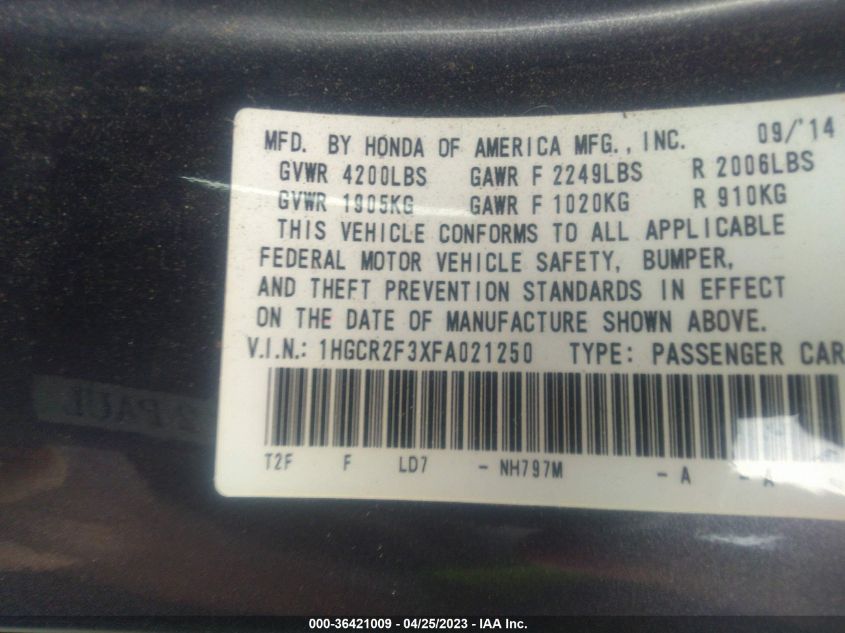 MFD. BY HONDA OF AMERICA MFG., INC. 09/'14
GVWR 4200LBS GAWR F 2249LBS R 2006LBS
GVWR 1905KG GAWR F 1020KG R 910KG
THIS VEHICLE CONFORMS TO ALL APPLICABLE
FEDERAL MOTOR VEHICLE SAFETY, BUMPER,
AND THEFT PREVENTION STANDARDS IN EFFECT
ON THE DATE OF MANUFACTURE SHOWN ABOVE.
V.I.N.: 1HGCR2F3XFA021250 TYPE: PASSENGER CAR
T2F F LD7 - NH797M - A - A
2 PAUL
000-36421009 - 04/25/2023 - IAA Inc.